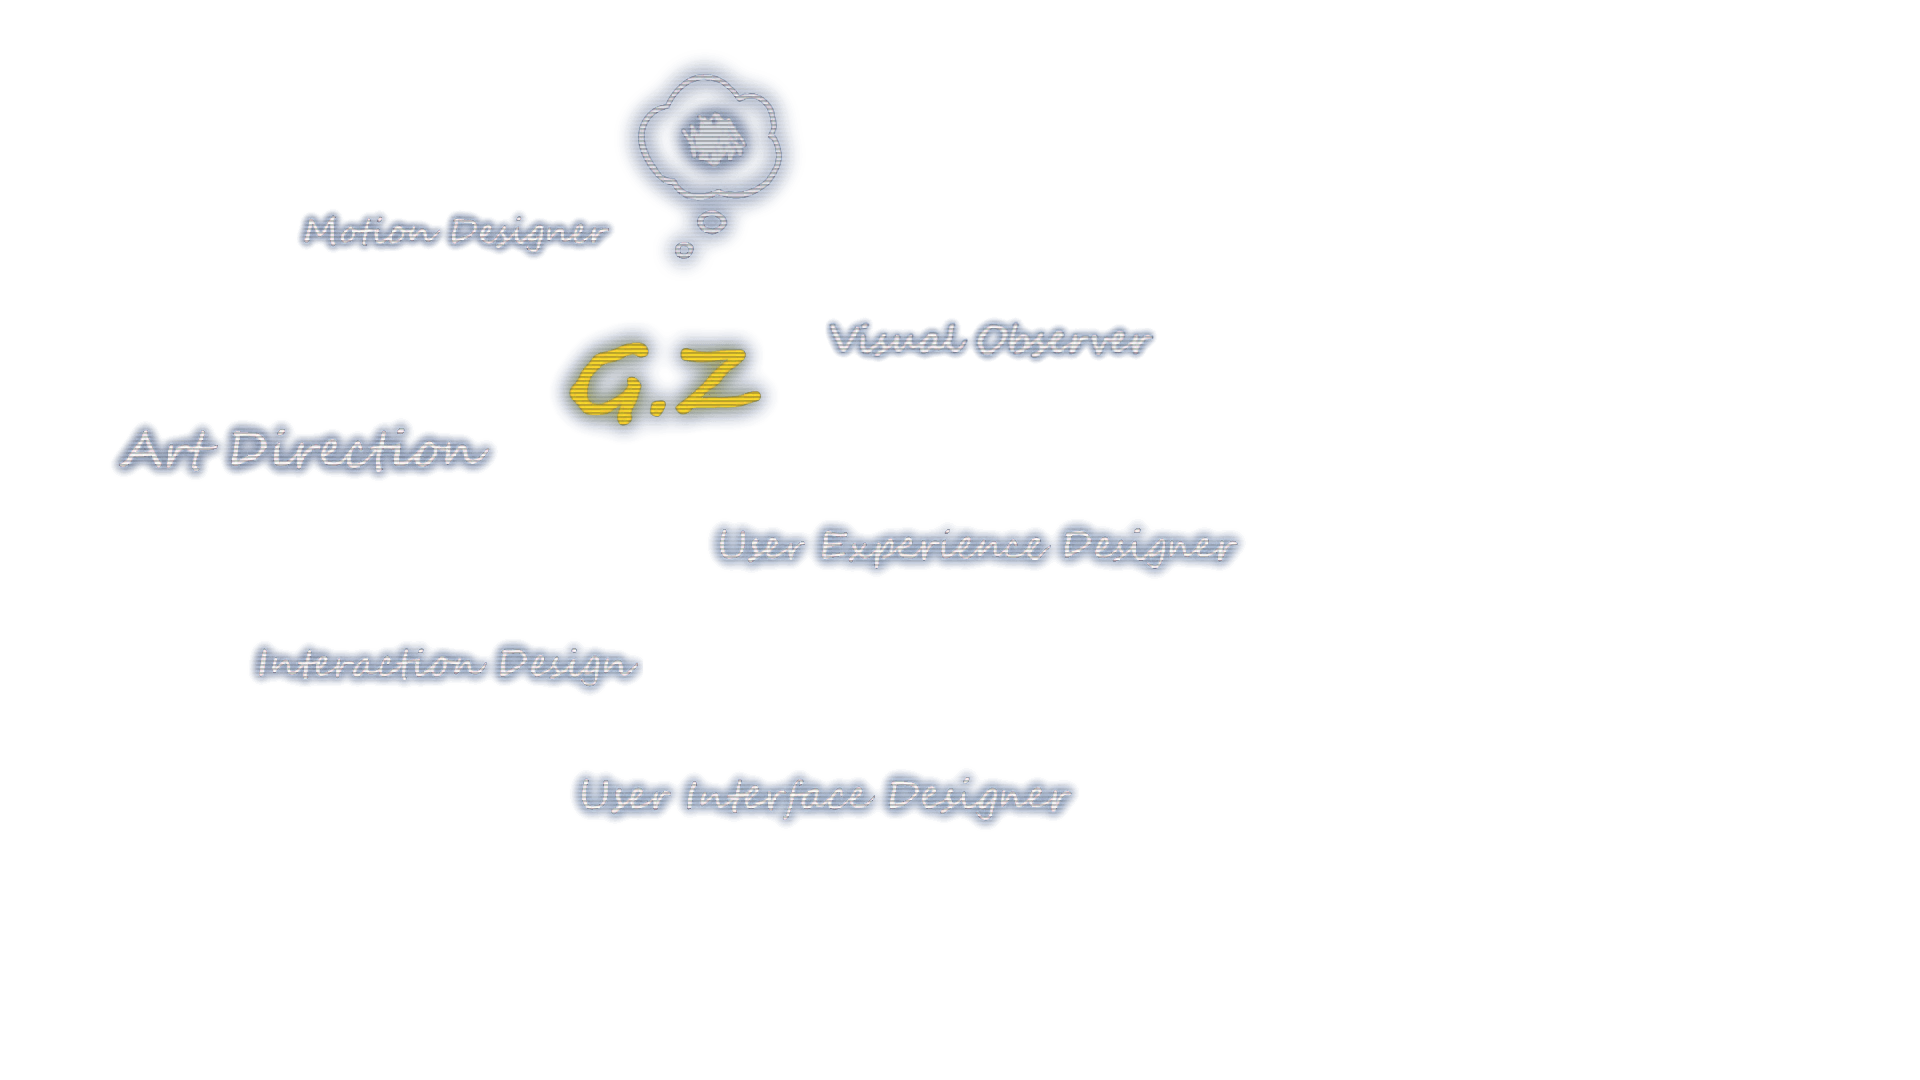 Motion Designer
Visual Observer
G.Z
Art Direction
User Experience Designer
Interaction Design
User Interface Designer